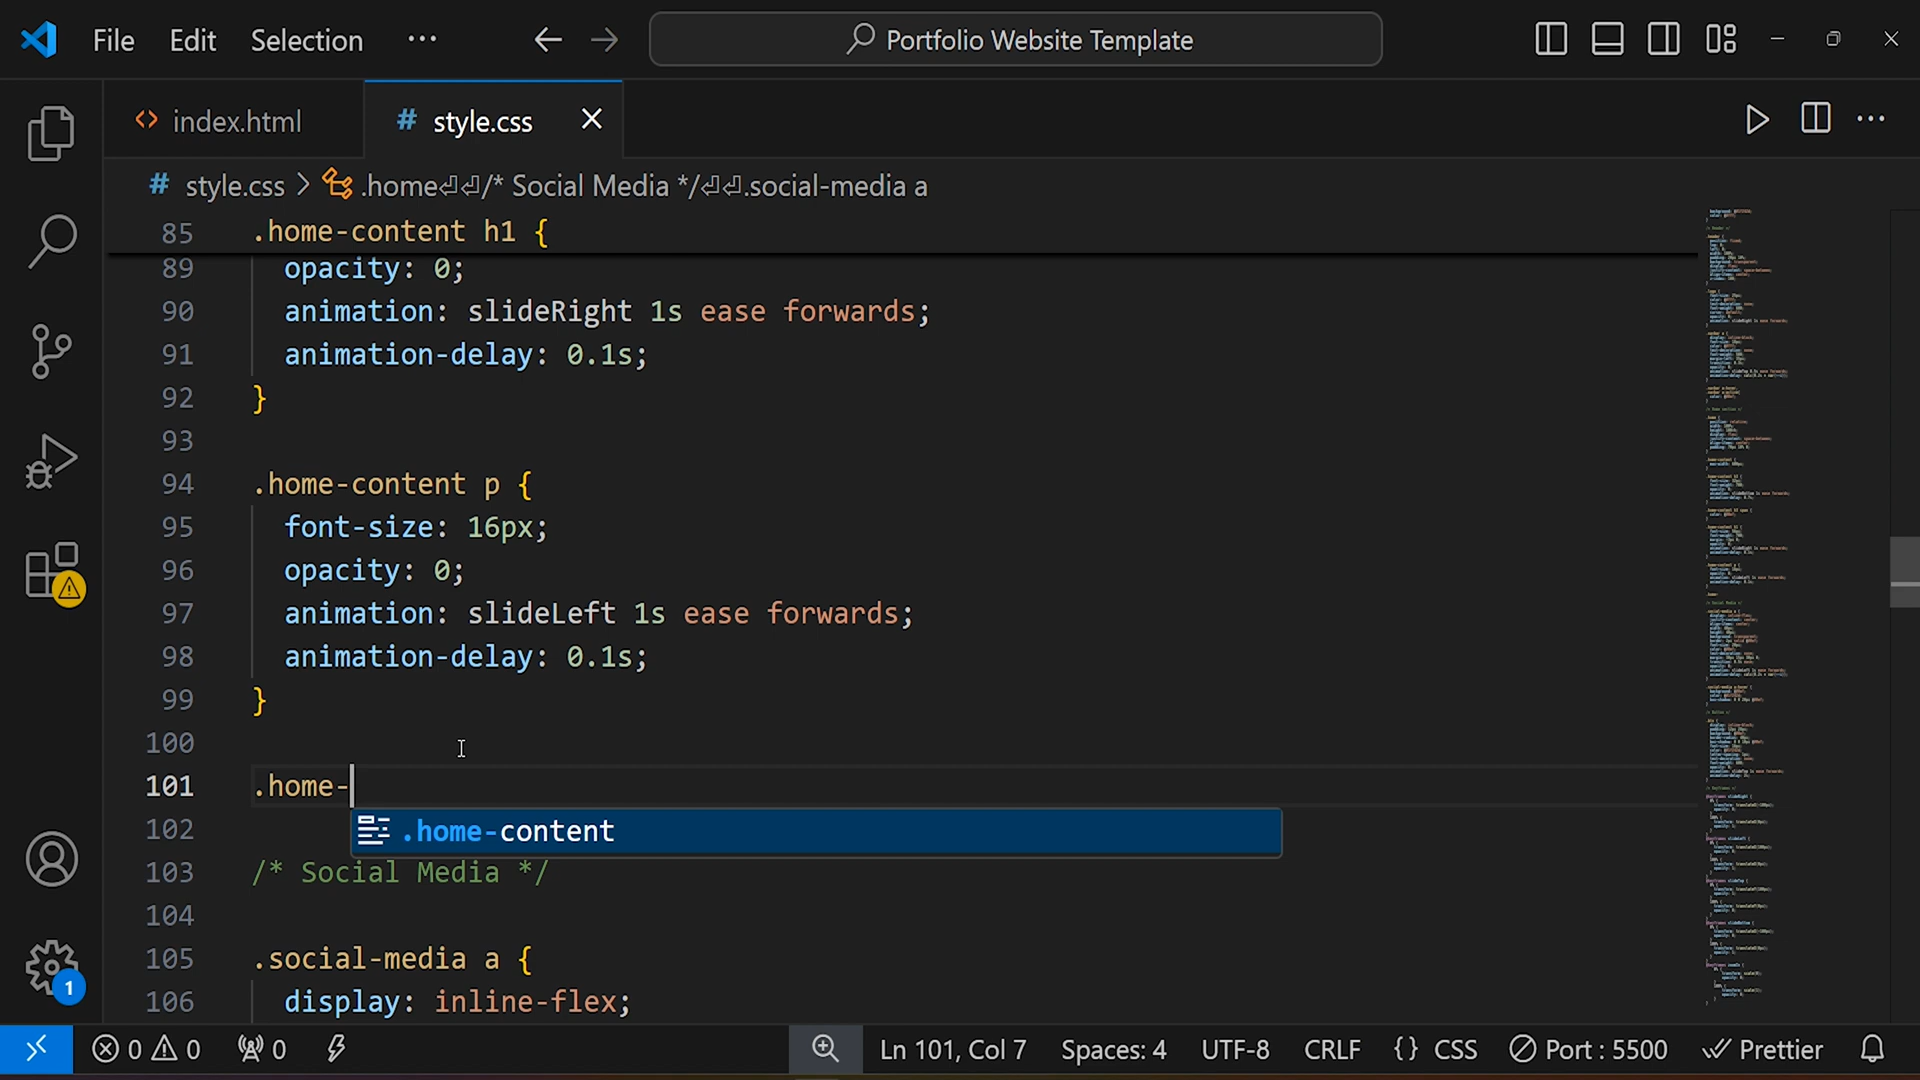 File Edit Selection ··· Portfolio Website Template
index.html # style.css
# style.css > .home⏎⏎/* Social Media */⏎⏎.social-media a
85 .home-content h1 {
89 opacity: 0;
90 animation: slideRight 1s ease forwards;
91 animation-delay: 0.1s;
92 }
93
94 .home-content p {
95 font-size: 16px;
96 opacity: 0;
97 animation: slideLeft 1s ease forwards;
98 animation-delay: 0.1s;
99 }
100
101 .home-
.home-content
102
103 /* Social Media */
104
105 .social-media a {
106 display: inline-flex;
1
0 0 0 Ln 101, Col 7 Spaces: 4 UTF-8 CRLF {} CSS Port : 5500 Prettier